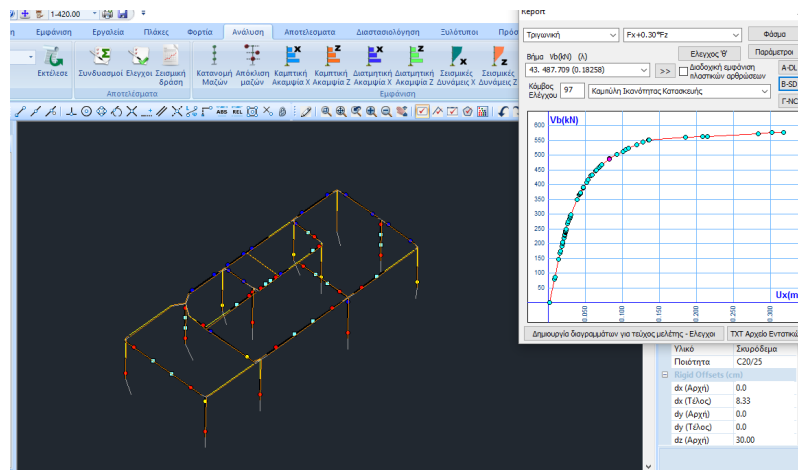 1-420.00
Report
Εμφάνιση Εργαλεία Πλάκες Φορτία Ανάλυση Αποτελεσματα Διαστασιολόγηση Ξυλότυποι Πρόσ
Εκτέλεσε
Συνδυασμοί Ελεγχοι Σεισμική δράση
Αποτελέσματα
Κατανομή Μαζών Απόκλιση μαζών Καμπτική Ακαμψία X Καμπτική Ακαμψία Z Διατμητική Ακαμψία X Διατμητική Ακαμψία Z Σεισμικές Δυνάμεις X Σεισμικές Δυνάμεις Z
Εμφάνιση
ABS REL
Τριγωνική Fx+0.30*Fz Φάσμα
Βήμα Vb(kN) (λ) Ελεγχος 'θ' Παράμετροι
43. 487.709 (0.18258) >> Διαδοχική εμφάνιση πλαστικών αρθρώσεων A-DL
Κόμβος Ελέγχου 97 Καμπύλη Ικανότητας Κατασκευής B-SD
Γ-NC
Vb(kN)
600
550
500
450
400
350
300
250
200
150
100
50
Ux(m
0.050 0.100 0.150 0.200 0.250 0.300
Δημιουργία διαγραμμάτων για τεύχος μελέτης - Ελεγχοι TXT Αρχείο Εντατικώ
Υλικό Σκυρόδεμα
Ποιότητα C20/25
Rigid Offsets (cm)
dx (Αρχή) 0.0
dx (Τέλος) 8.33
dy (Αρχή) 0.0
dy (Τέλος) 0.0
dz (Αρχή) 30.00